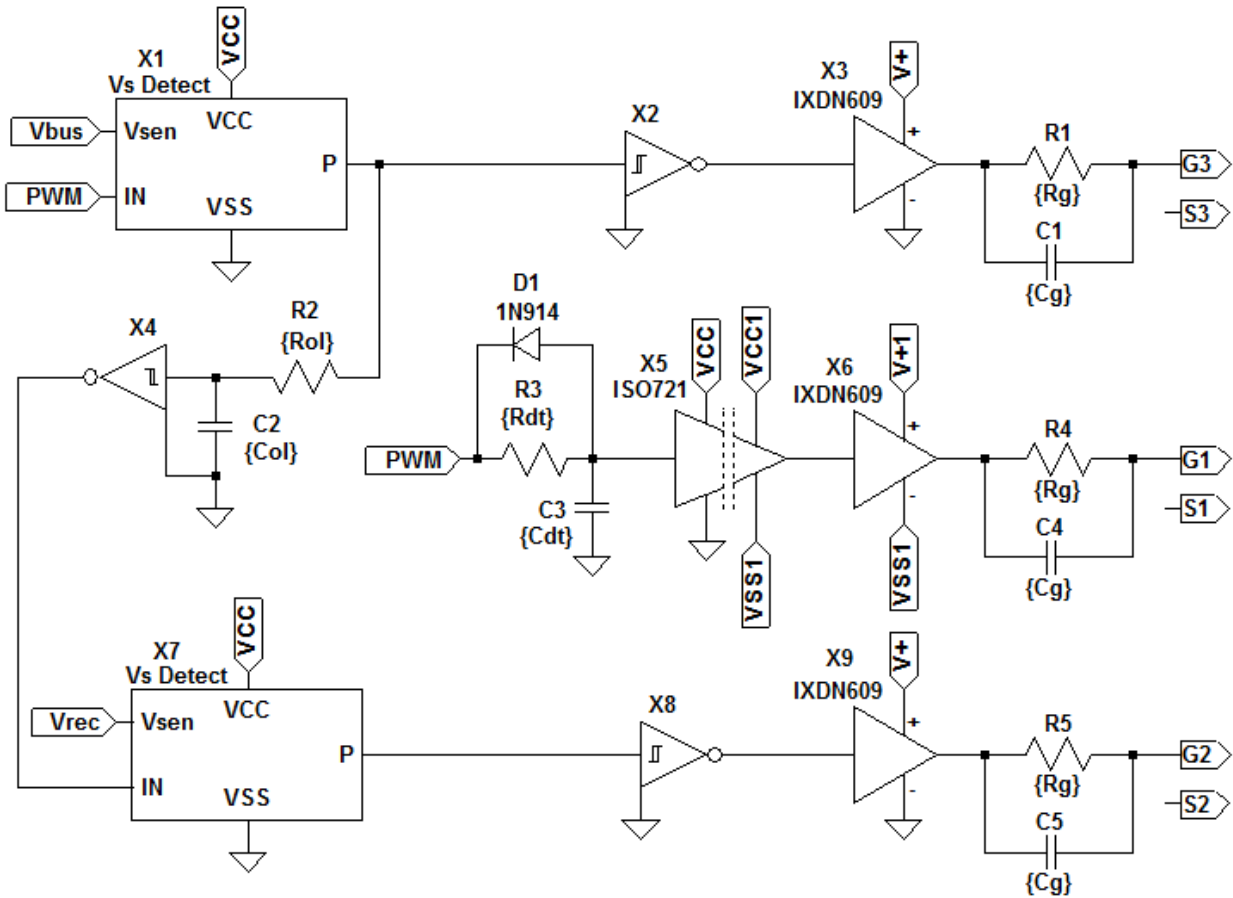 X1
Vs Detect
VCC
Vbus
Vsen
VCC
P
PWM
IN
VSS
X2
X3
IXDN609
V+
+
-
R1
{Rg}
C1
{Cg}
G3
S3
X4
R2
{Rol}
C2
{Col}
D1
1N914
R3
{Rdt}
PWM
C3
{Cdt}
X5
ISO721
VCC
VCC1
VSS1
X6
IXDN609
V+1
+
-
VSS1
R4
{Rg}
C4
{Cg}
G1
S1
X7
Vs Detect
VCC
Vrec
Vsen
VCC
P
IN
VSS
X8
X9
IXDN609
V+
+
-
R5
{Rg}
C5
{Cg}
G2
S2